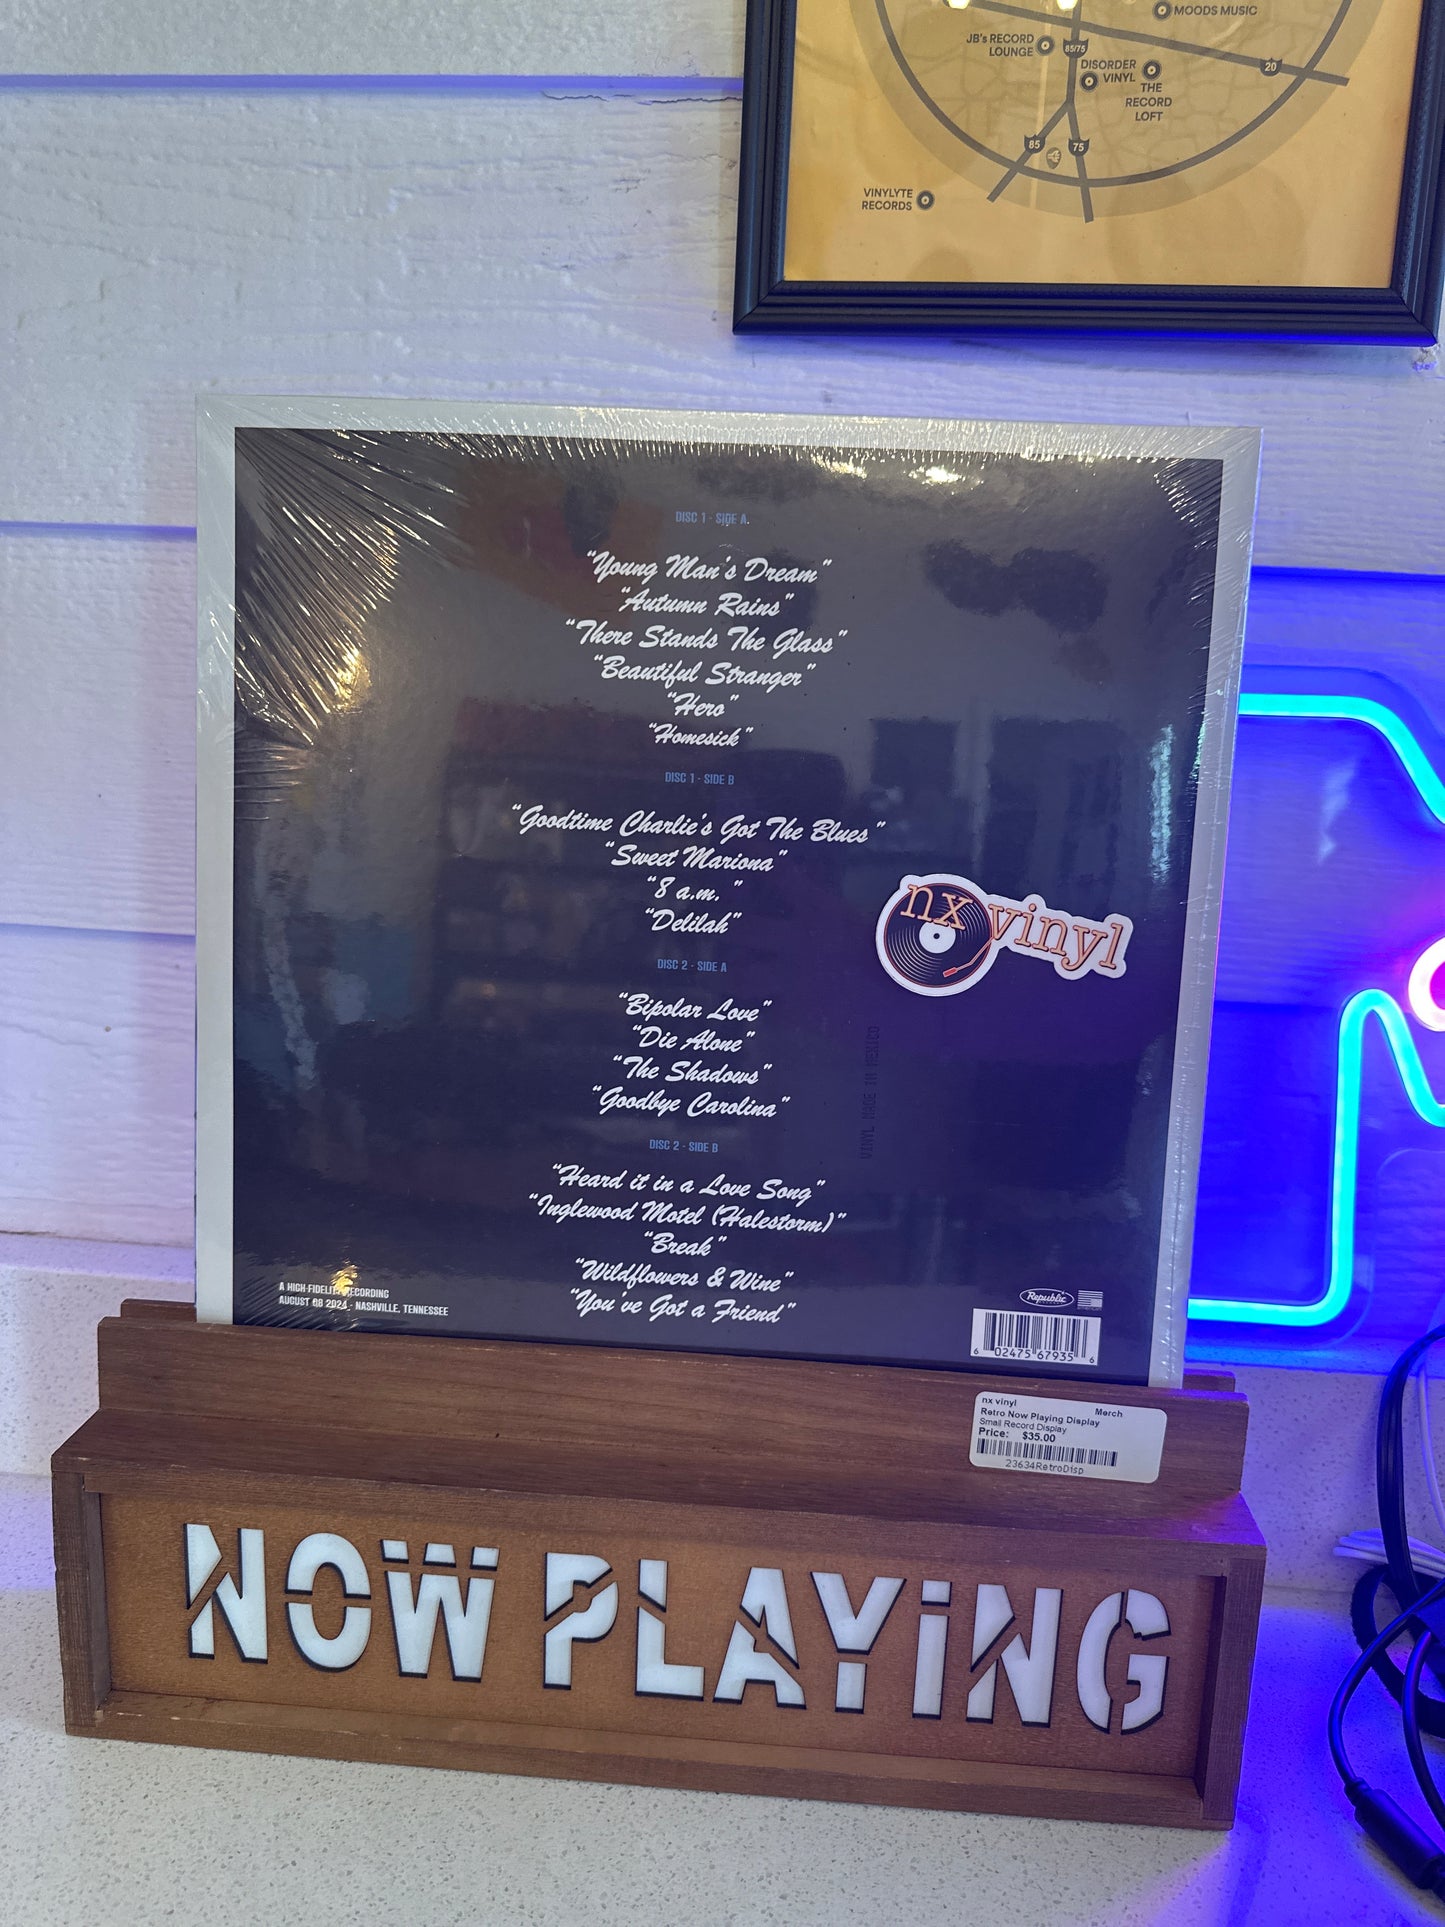 MOODS MUSIC
JB's RECORD
LOUNGE
85/75
DISORDER
VINYL
THE
RECORD
LOFT
20
85
75
VINYLYTE
RECORDS
DISC 1 - SIDE A.
"Young Man's Dream"
"Autumn Rains"
"There Stands The Glass"
"Beautiful Stranger"
"Hero"
"Homesick"
DISC 1 - SIDE B
"Goodtime Charlie's Got The Blues"
"Sweet Mariona"
"8 a.m. "
"Delilah"
nx vinyl
DISC 2 - SIDE A
"Bipolar Love"
"Die Alone"
"The Shadows"
"Goodbye Carolina"
VINYL MADE IN MEXICO
DISC 2 - SIDE B
"Heard it in a Love Song"
"Inglewood Motel (Halestorm)"
"Break"
"Wildflowers & Wine"
"You've Got a Friend"
A HIGH-FIDELITY RECORDING
AUGUST 08 2024 - NASHVILLE, TENNESSEE
Republic
6 02475 67935 6
nx vinyl
Merch
Retro Now Playing Display
Small Record Display
Price: $35.00
23634RetroDisp
NOW PLAYiNG